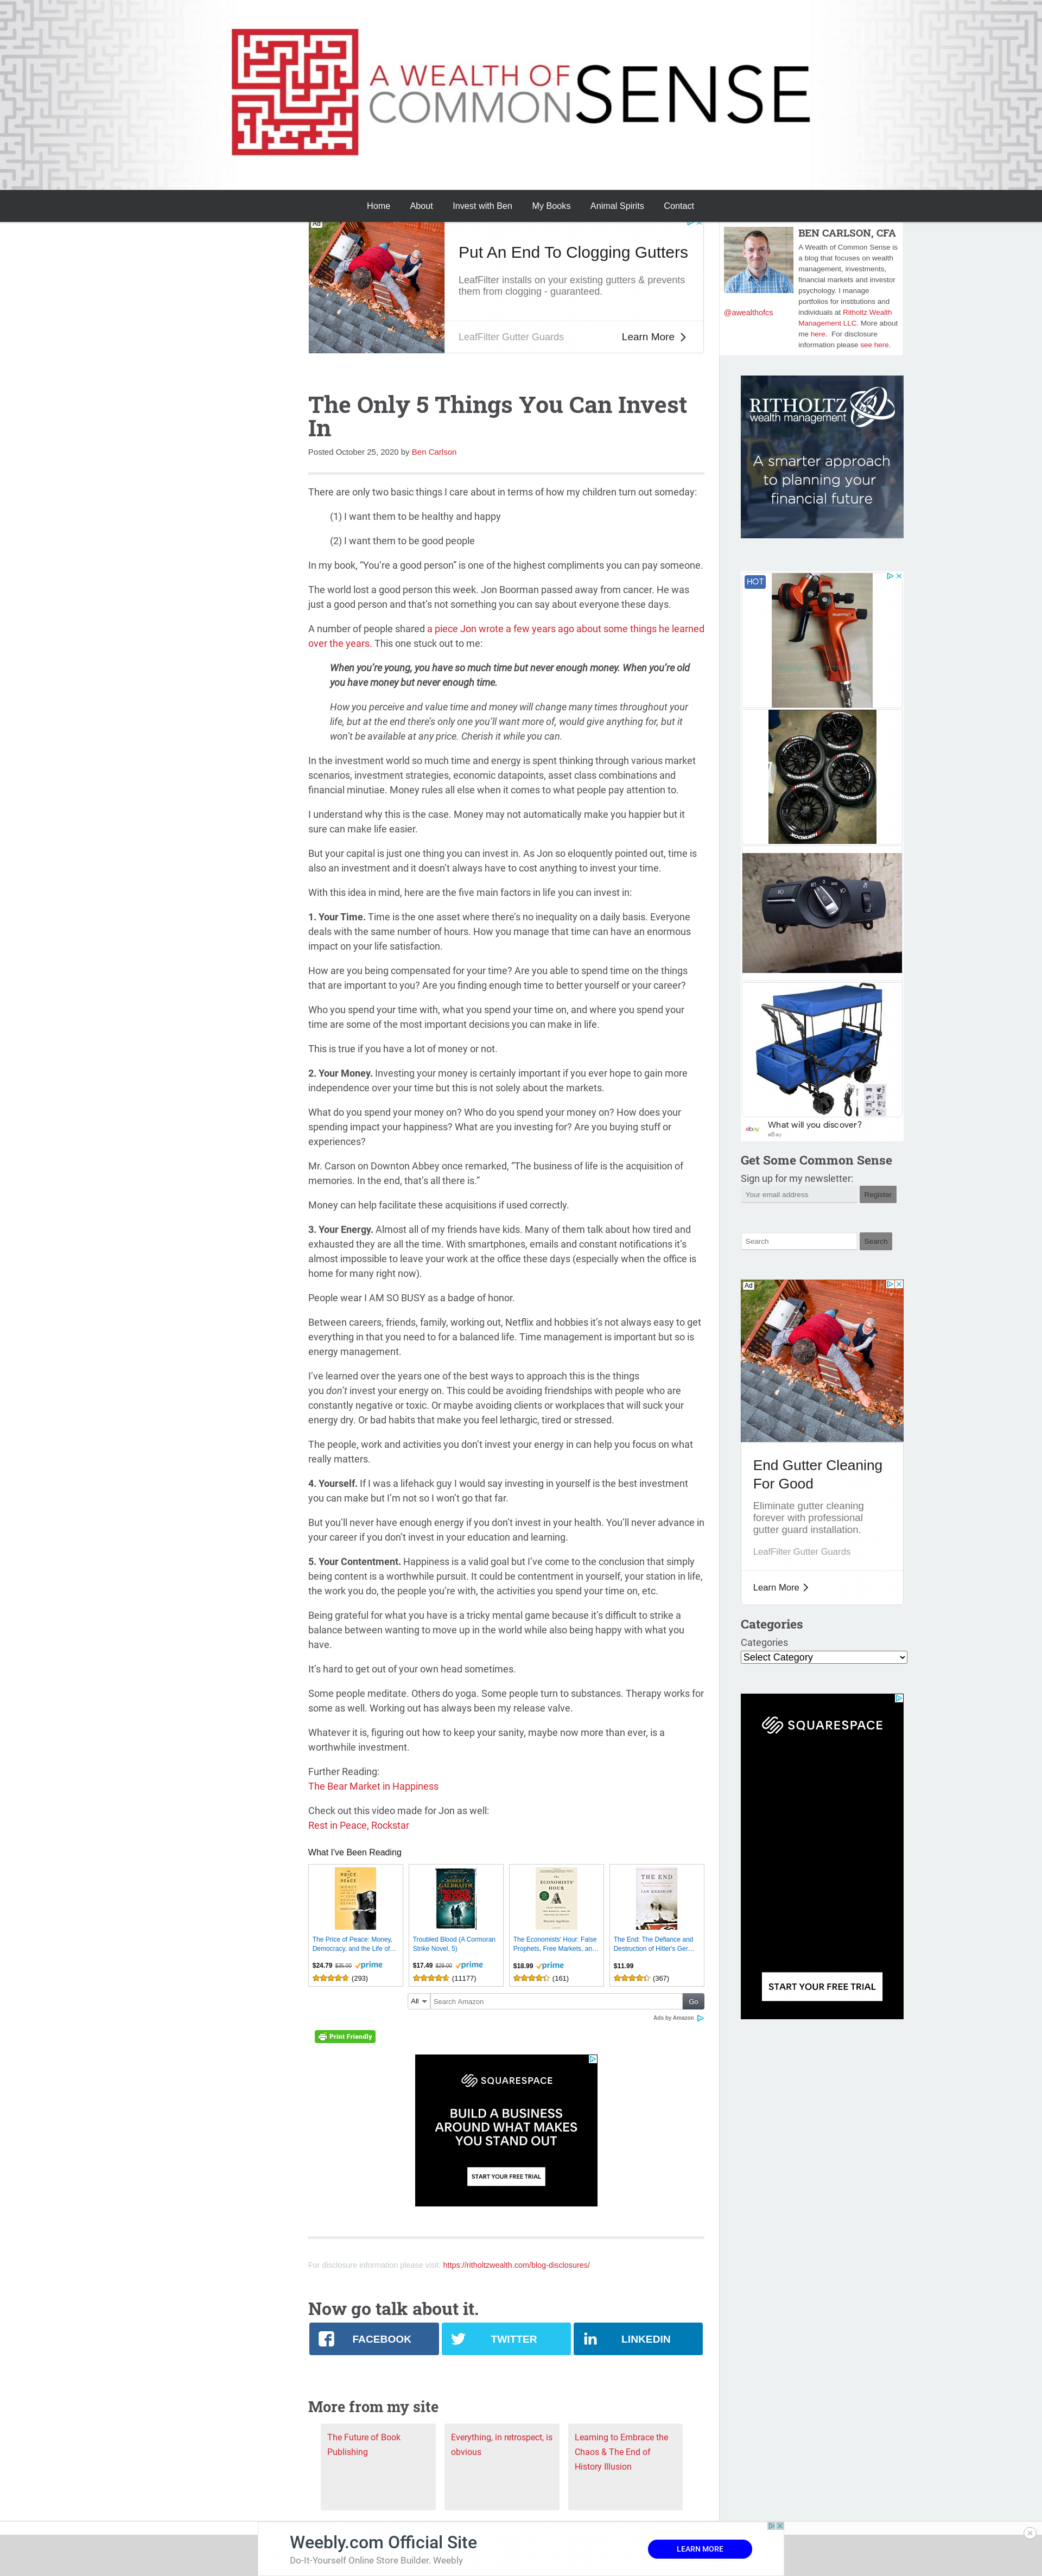 A WEALTH OF
COMMON SENSE
Home About Invest with Ben My Books Animal Spirits Contact
Ad
Put An End To Clogging Gutters
LeafFilter installs on your existing gutters & prevents
them from clogging - guaranteed.
LeafFilter Gutter Guards Learn More
The Only 5 Things You Can Invest
In
Posted October 25, 2020 by Ben Carlson
There are only two basic things I care about in terms of how my children turn out someday:
(1) I want them to be healthy and happy
(2) I want them to be good people
In my book, “You’re a good person” is one of the highest compliments you can pay someone.
The world lost a good person this week. Jon Boorman passed away from cancer. He was
just a good person and that’s not something you can say about everyone these days.
A number of people shared a piece Jon wrote a few years ago about some things he learned
over the years. This one stuck out to me:
When you’re young, you have so much time but never enough money. When you’re old
you have money but never enough time.
How you perceive and value time and money will change many times throughout your
life, but at the end there’s only one you’ll want more of, would give anything for, but it
won’t be available at any price. Cherish it while you can.
In the investment world so much time and energy is spent thinking through various market
scenarios, investment strategies, economic datapoints, asset class combinations and
financial minutiae. Money rules all else when it comes to what people pay attention to.
I understand why this is the case. Money may not automatically make you happier but it
sure can make life easier.
But your capital is just one thing you can invest in. As Jon so eloquently pointed out, time is
also an investment and it doesn’t always have to cost anything to invest your time.
With this idea in mind, here are the five main factors in life you can invest in:
1. Your Time. Time is the one asset where there’s no inequality on a daily basis. Everyone
deals with the same number of hours. How you manage that time can have an enormous
impact on your life satisfaction.
How are you being compensated for your time? Are you able to spend time on the things
that are important to you? Are you finding enough time to better yourself or your career?
Who you spend your time with, what you spend your time on, and where you spend your
time are some of the most important decisions you can make in life.
This is true if you have a lot of money or not.
2. Your Money. Investing your money is certainly important if you ever hope to gain more
independence over your time but this is not solely about the markets.
What do you spend your money on? Who do you spend your money on? How does your
spending impact your happiness? What are you investing for? Are you buying stuff or
experiences?
Mr. Carson on Downton Abbey once remarked, “The business of life is the acquisition of
memories. In the end, that’s all there is.”
Money can help facilitate these acquisitions if used correctly.
3. Your Energy. Almost all of my friends have kids. Many of them talk about how tired and
exhausted they are all the time. With smartphones, emails and constant notifications it’s
almost impossible to leave your work at the office these days (especially when the office is
home for many right now).
People wear I AM SO BUSY as a badge of honor.
Between careers, friends, family, working out, Netflix and hobbies it’s not always easy to get
everything in that you need to for a balanced life. Time management is important but so is
energy management.
I’ve learned over the years one of the best ways to approach this is the things
you don’t invest your energy on. This could be avoiding friendships with people who are
constantly negative or toxic. Or maybe avoiding clients or workplaces that will suck your
energy dry. Or bad habits that make you feel lethargic, tired or stressed.
The people, work and activities you don’t invest your energy in can help you focus on what
really matters.
4. Yourself. If I was a lifehack guy I would say investing in yourself is the best investment
you can make but I’m not so I won’t go that far.
But you’ll never have enough energy if you don’t invest in your health. You’ll never advance in
your career if you don’t invest in your education and learning.
5. Your Contentment. Happiness is a valid goal but I’ve come to the conclusion that simply
being content is a worthwhile pursuit. It could be contentment in yourself, your station in life,
the work you do, the people you’re with, the activities you spend your time on, etc.
Being grateful for what you have is a tricky mental game because it’s difficult to strike a
balance between wanting to move up in the world while also being happy with what you
have.
It’s hard to get out of your own head sometimes.
Some people meditate. Others do yoga. Some people turn to substances. Therapy works for
some as well. Working out has always been my release valve.
Whatever it is, figuring out how to keep your sanity, maybe now more than ever, is a
worthwhile investment.
Further Reading:
The Bear Market in Happiness
Check out this video made for Jon as well:
Rest in Peace, Rockstar
What I've Been Reading
The Price of Peace: Money,
Democracy, and the Life of...
$24.79 $35.00 prime
(293)
Troubled Blood (A Cormoran
Strike Novel, 5)
$17.49 $29.00 prime
(11177)
The Economists' Hour: False
Prophets, Free Markets, an...
$18.99 prime
(161)
The End: The Defiance and
Destruction of Hitler's Ger...
$11.99
(367)
All Search Amazon Go
Ads by Amazon
Print Friendly
SQUARESPACE
BUILD A BUSINESS
AROUND WHAT MAKES
YOU STAND OUT
START YOUR FREE TRIAL
For disclosure information please visit: https://ritholtzwealth.com/blog-disclosures/
Now go talk about it.
FACEBOOK TWITTER LINKEDIN
More from my site
The Future of Book
Publishing
Everything, in retrospect, is
obvious
Learning to Embrace the
Chaos & The End of
History Illusion
BEN CARLSON, CFA
A Wealth of Common Sense is
a blog that focuses on wealth
management, investments,
financial markets and investor
psychology. I manage
portfolios for institutions and
individuals at Ritholtz Wealth
Management LLC. More about
me here. For disclosure
information please see here.
@awealthofcs
RITHOLTZ
wealth management
A smarter approach
to planning your
financial future
HOT
ebay What will you discover?
eBay
Get Some Common Sense
Sign up for my newsletter:
Your email address Register
Search Search
Ad
End Gutter Cleaning
For Good
Eliminate gutter cleaning
forever with professional
gutter guard installation.
LeafFilter Gutter Guards
Learn More
Categories
Categories
Select Category
SQUARESPACE
START YOUR FREE TRIAL
Weebly.com Official Site
Do-It-Yourself Online Store Builder. Weebly
LEARN MORE